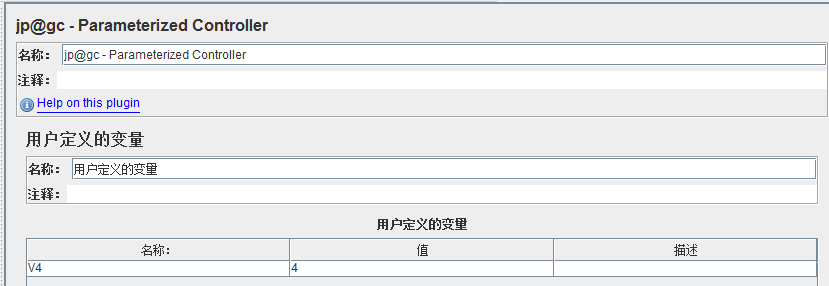 jp@gc - Parameterized Controller
名称： jp@gc - Parameterized Controller
注释：
Help on this plugin
用户定义的变量
名称： 用户定义的变量
注释：
用户定义的变量
名称: 值 描述
V4 4